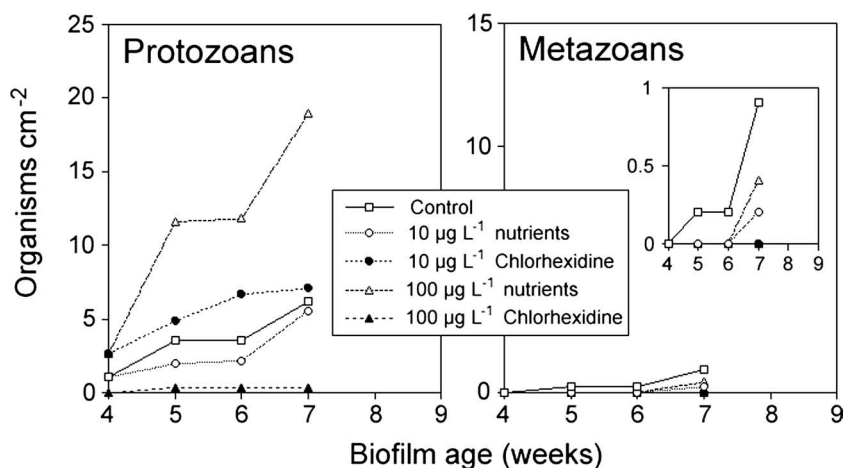 Protozoans
Organisms cm⁻²
25
20
15
10
5
0
4 5 6 7 8 9
Metazoans
15
10
0
4 5 6 7 8 9
1
0.5
0
4 5 6 7 8 9
Control
10 µg L⁻¹ nutrients
10 µg L⁻¹ Chlorhexidine
100 µg L⁻¹ nutrients
100 µg L⁻¹ Chlorhexidine
Biofilm age (weeks)